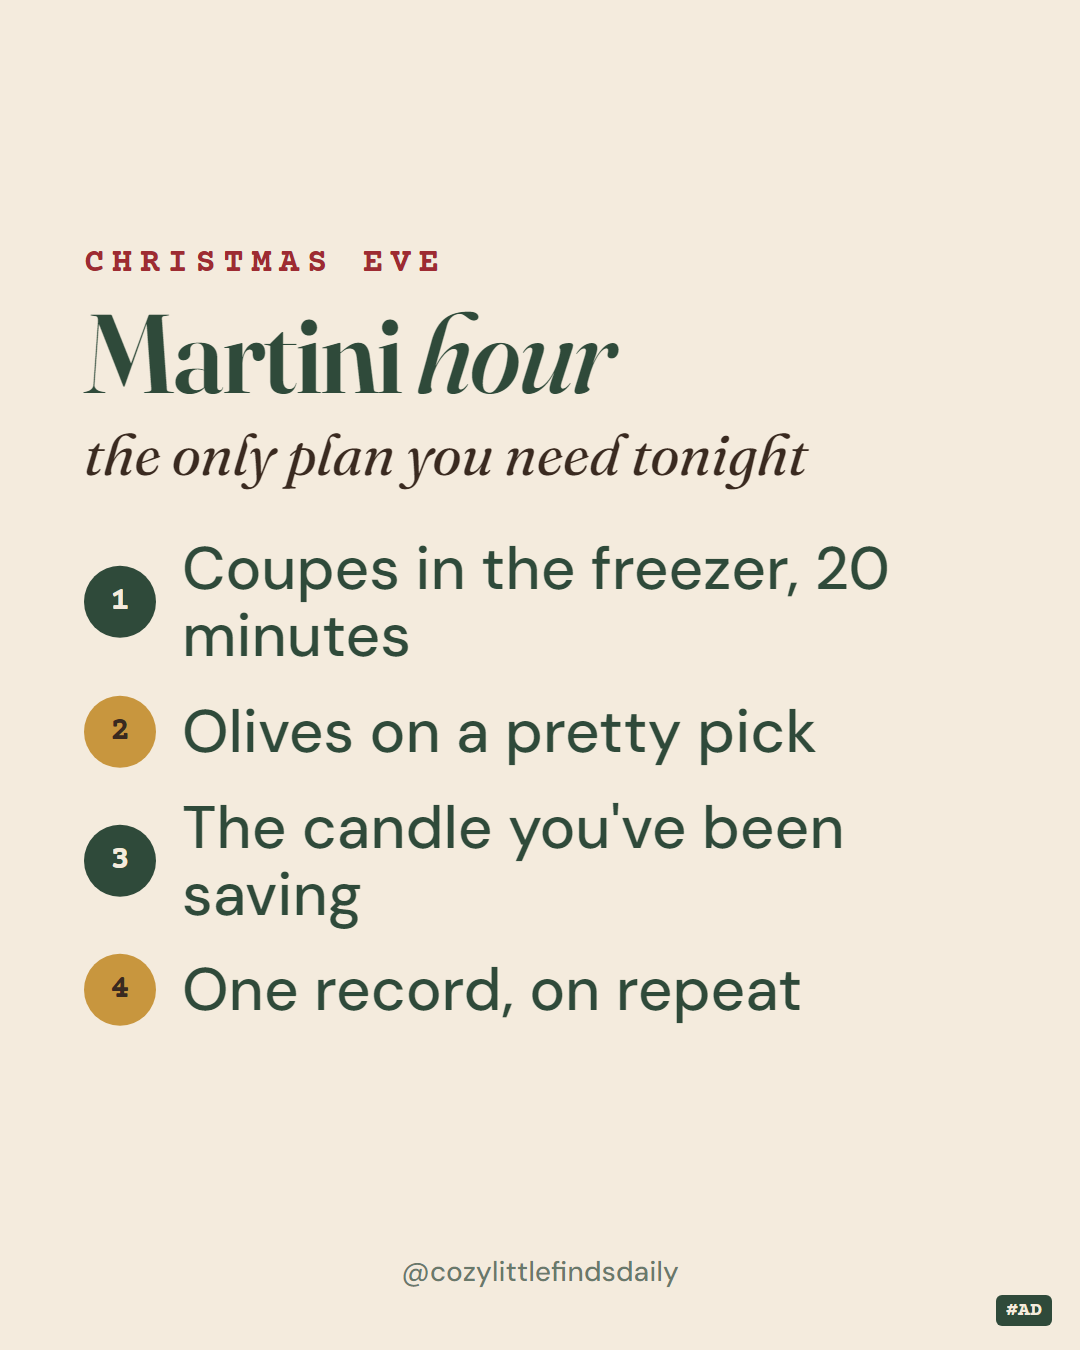 CHRISTMAS EVE
Martini hour
the only plan you need tonight
1 Coupes in the freezer, 20
minutes
2 Olives on a pretty pick
3 The candle you've been
saving
4 One record, on repeat
@cozylittlefindsdaily
#AD